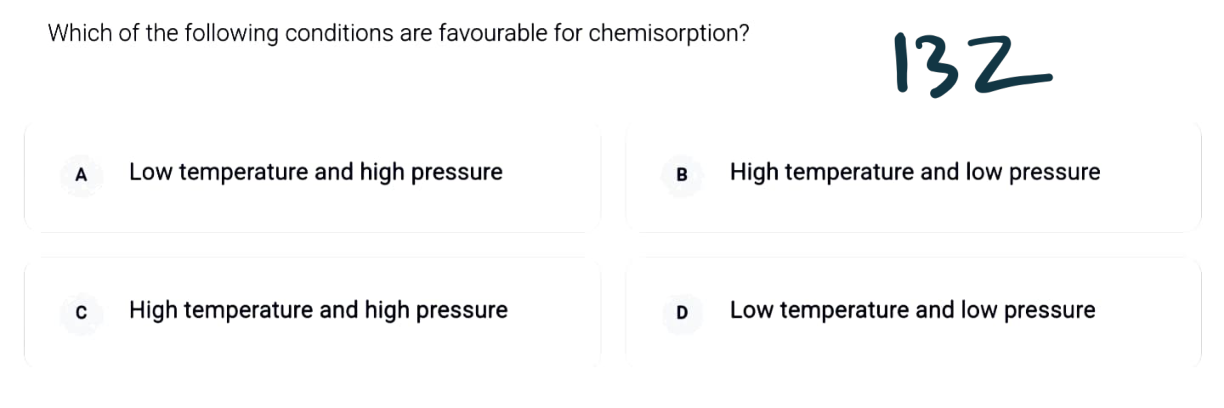 Which of the following conditions are favourable for chemisorption?
132
A Low temperature and high pressure
B High temperature and low pressure
C High temperature and high pressure
D Low temperature and low pressure